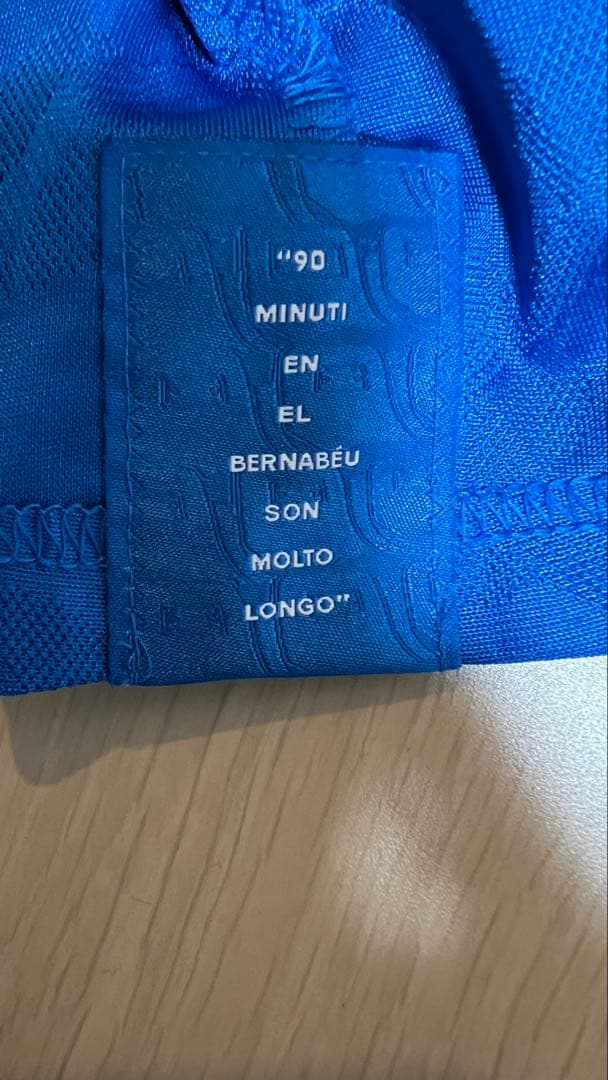 "90
MINUTI
EN
EL
BERNABÉU
SON
MOLTO
LONGO"